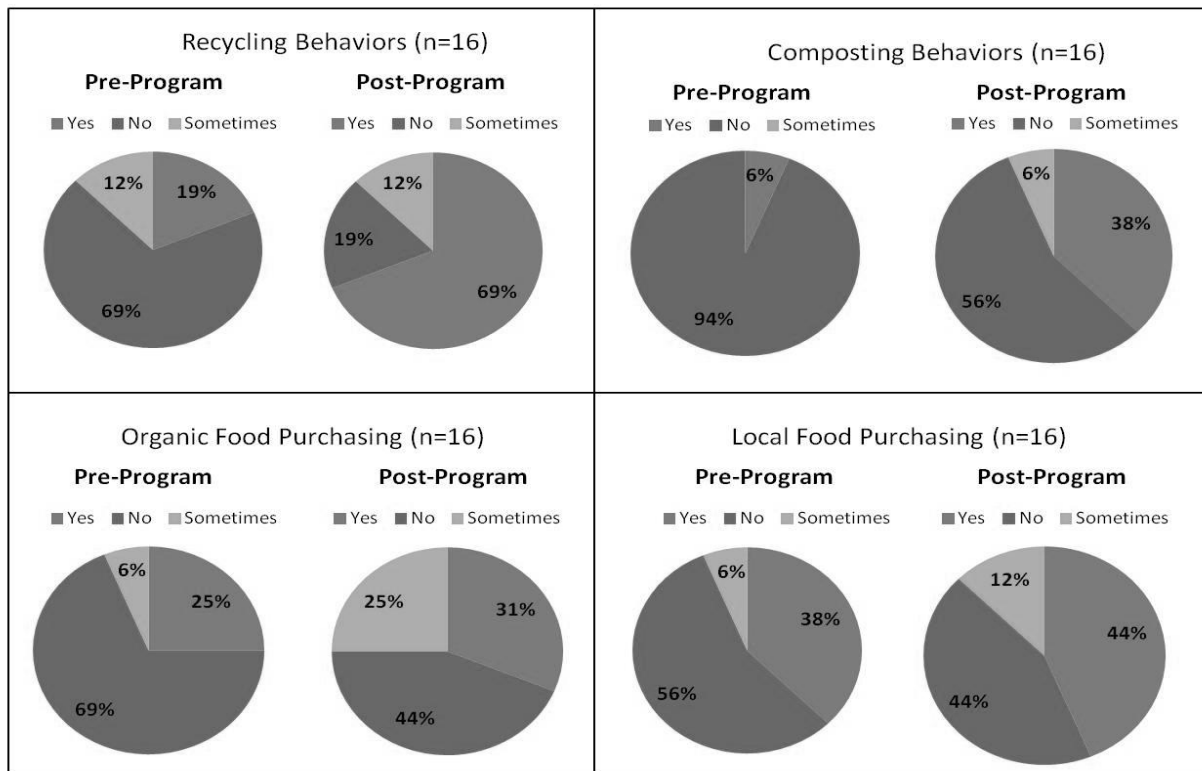 Recycling Behaviors (n=16)
Pre-Program
Post-Program
Yes No Sometimes
Yes No Sometimes
12%
19%
69%
12%
19%
69%
Composting Behaviors (n=16)
Pre-Program
Post-Program
Yes No Sometimes
Yes No Sometimes
6%
94%
6%
38%
56%
Organic Food Purchasing (n=16)
Pre-Program
Post-Program
Yes No Sometimes
Yes No Sometimes
6%
25%
69%
25%
31%
44%
Local Food Purchasing (n=16)
Pre-Program
Post-Program
Yes No Sometimes
Yes No Sometimes
6%
38%
56%
12%
44%
44%